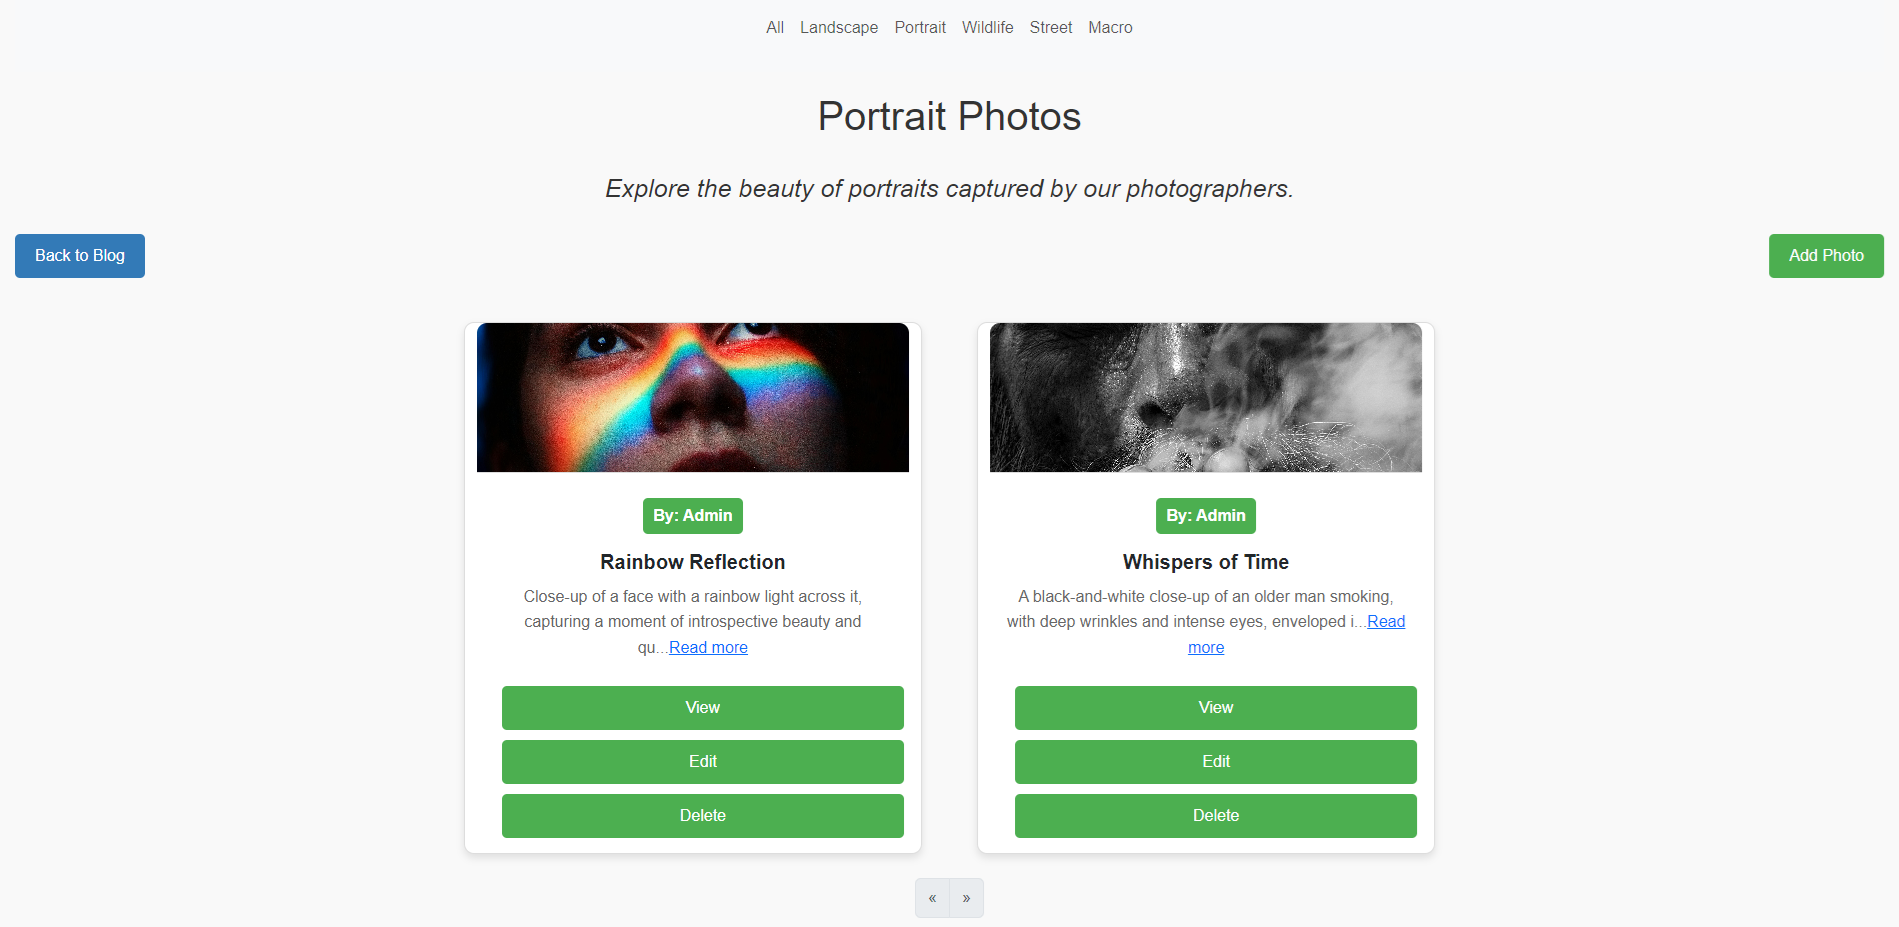 All Landscape Portrait Wildlife Street Macro
Portrait Photos
Explore the beauty of portraits captured by our photographers.
Back to Blog
Add Photo
By: Admin
Rainbow Reflection
Close-up of a face with a rainbow light across it,
capturing a moment of introspective beauty and
qu...Read more
View
Edit
Delete
By: Admin
Whispers of Time
A black-and-white close-up of an older man smoking,
with deep wrinkles and intense eyes, enveloped i...Read
more
View
Edit
Delete
« »